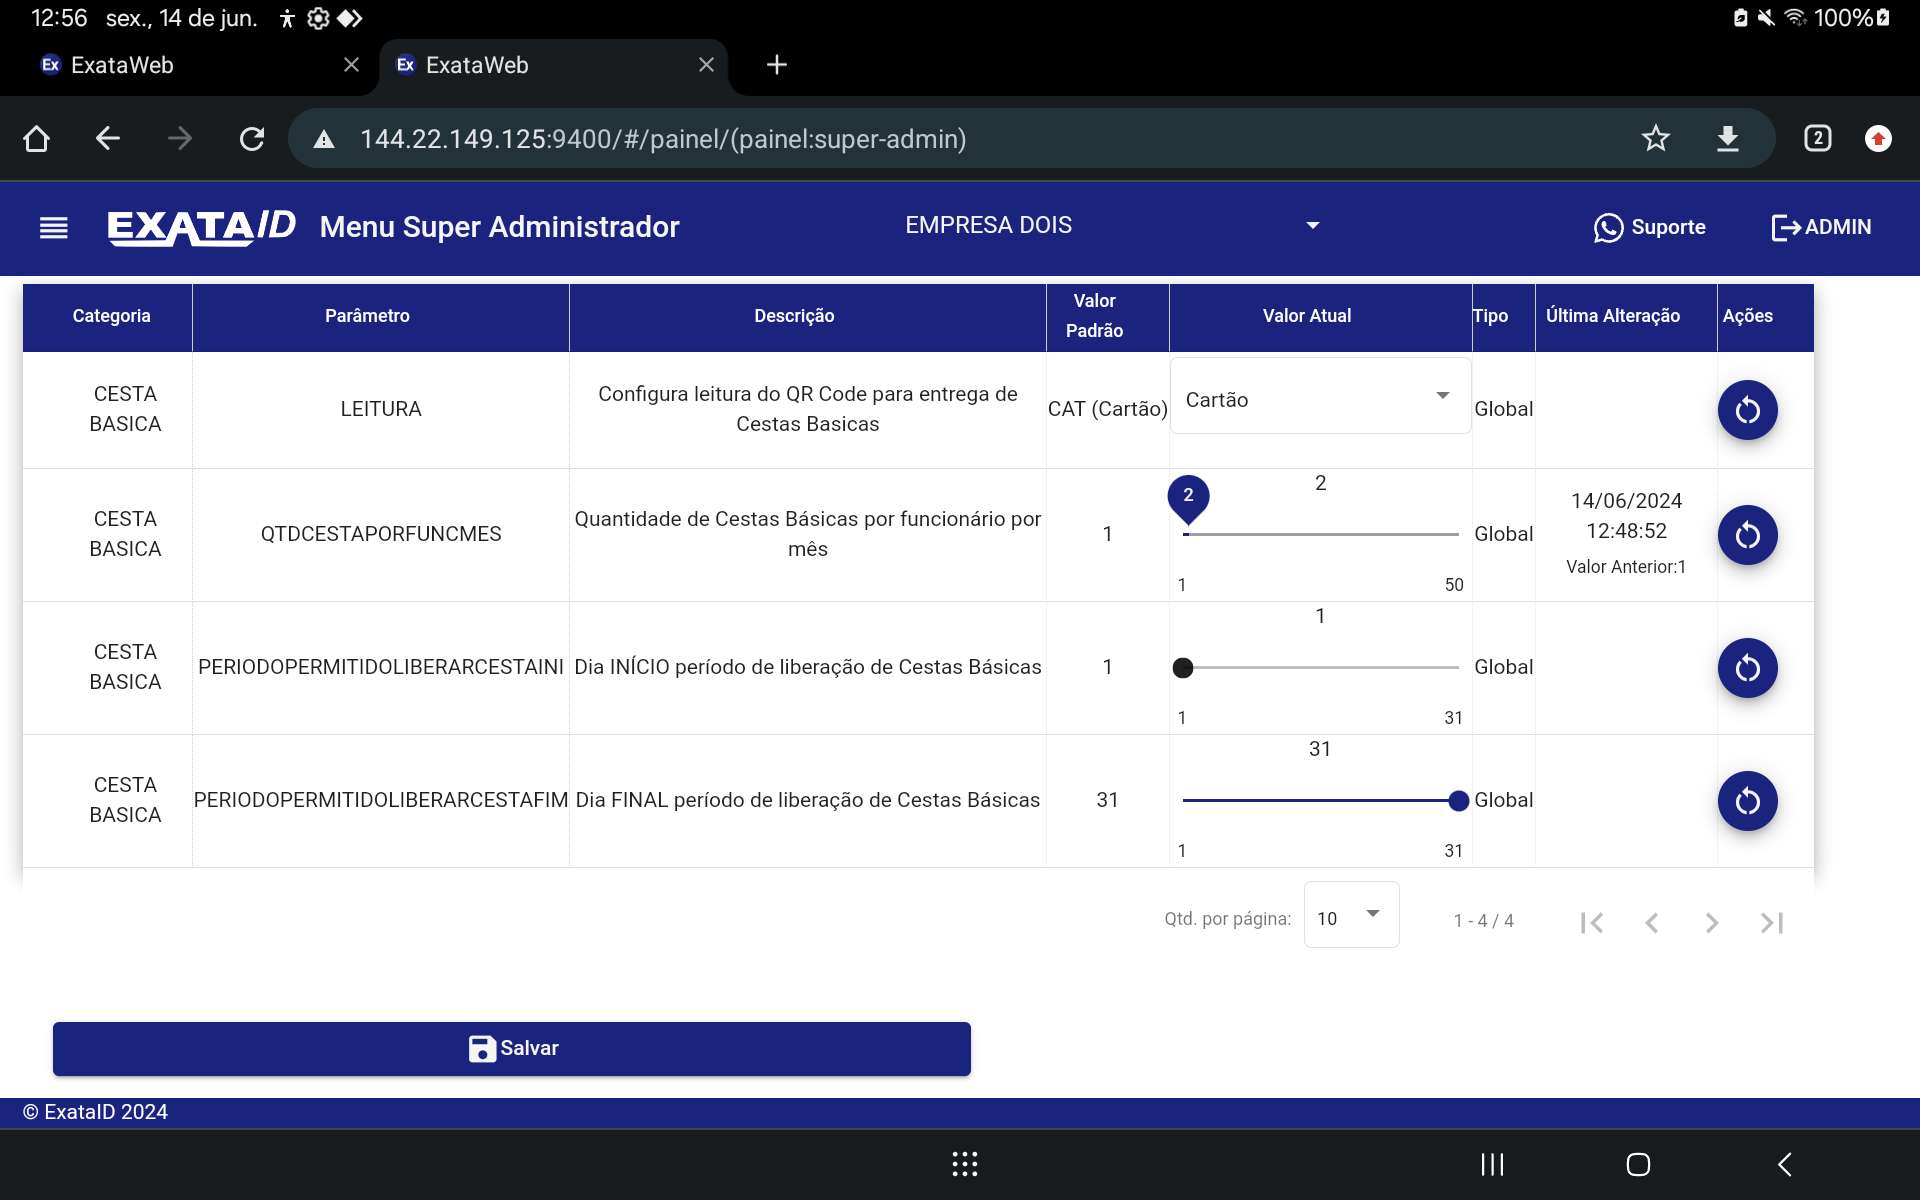 12:56 sex., 14 de jun. 100%
Ex ExataWeb
Ex ExataWeb
144.22.149.125:9400/#/painel/(painel:super-admin)
2
EXATAID Menu Super Administrador EMPRESA DOIS Suporte ADMIN
Categoria Parâmetro Descrição Valor Padrão Valor Atual Tipo Última Alteração Ações
CESTA BASICA LEITURA Configura leitura do QR Code para entrega de Cestas Basicas CAT (Cartão) Cartão Global
CESTA BASICA QTDCESTAPORFUNCMES Quantidade de Cestas Básicas por funcionário por mês 1 2 2 1 50 Global 14/06/2024 12:48:52 Valor Anterior:1
CESTA BASICA PERIODOPERMITIDOLIBERARCESTAINI Dia INÍCIO período de liberação de Cestas Básicas 1 1 1 31 Global
CESTA BASICA PERIODOPERMITIDOLIBERARCESTAFIM Dia FINAL período de liberação de Cestas Básicas 31 31 1 31 Global
Qtd. por página: 10 1 - 4 / 4
Salvar
© ExataID 2024